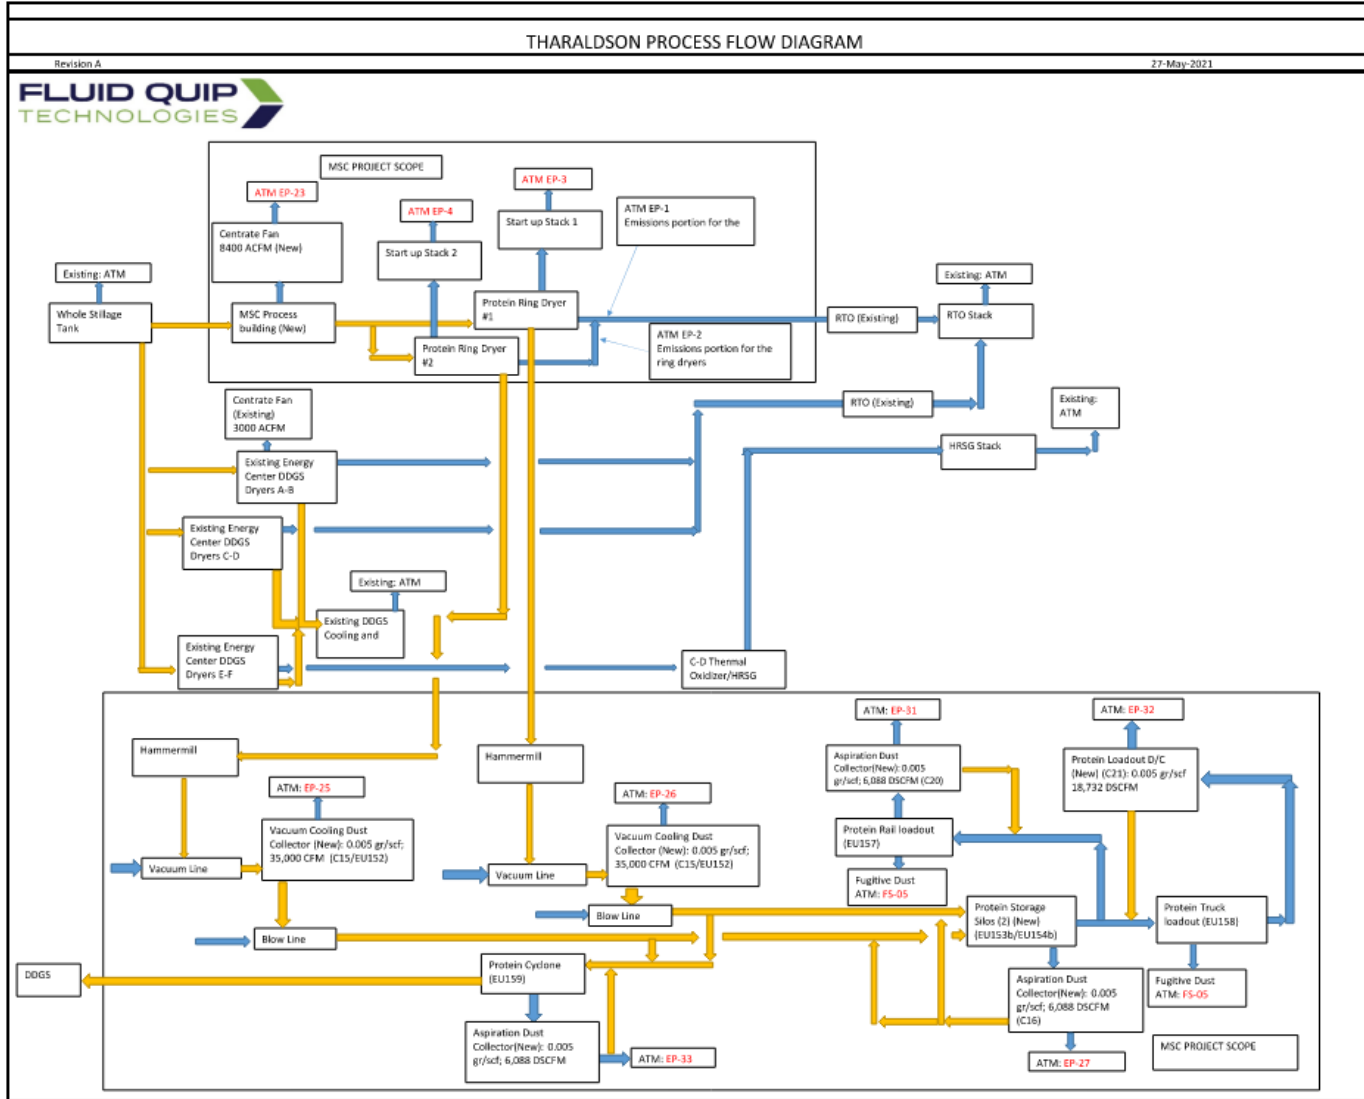 THARALDSON PROCESS FLOW DIAGRAM
Revision A
27-May-2021
FLUID QUIP
TECHNOLOGIES
MSC PROJECT SCOPE
ATM EP-23
ATM EP-3
ATM EP-4
ATM EP-1
Emissions portion for the
Centrate Fan
8400 ACFM (New)
Start up Stack 2
Start up Stack 1
Existing: ATM
Existing: ATM
Whole Stillage
Tank
MSC Process
building (New)
Protein Ring Dryer
#1
RTO (Existing)
RTO Stack
Protein Ring Dryer
#2
ATM EP-2
Emissions portion for the
ring dryers
Centrate Fan
(Existing)
3000 ACFM
RTO (Existing)
Existing:
ATM
HRSG Stack
Existing Energy
Center DDGS
Dryers A-B
Existing Energy
Center DDGS
Dryers C-D
Existing: ATM
Existing DDGS
Cooling and
Existing Energy
Center DDGS
Dryers E-F
C-D Thermal
Oxidizer/HRSG
ATM: EP-31
ATM: EP-32
Hammermill
Hammermill
Aspiration Dust
Collector(New): 0.005
gr/scf; 6,088 DSCFM (C20)
Protein Loadout D/C
(New) (C21): 0.005 gr/scf
18,732 DSCFM
ATM: EP-25
ATM: EP-26
Vacuum Cooling Dust
Collector (New): 0.005 gr/scf;
35,000 CFM (C15/EU152)
Vacuum Cooling Dust
Collector (New): 0.005 gr/scf;
35,000 CFM (C15/EU152)
Protein Rail loadout
(EU157)
Vacuum Line
Vacuum Line
Fugitive Dust
ATM: FS-05
Blow Line
Blow Line
Protein Storage
Silos (2) (New)
(EU153b/EU154b)
Protein Truck
loadout (EU158)
DDGS
Protein Cyclone
(EU159)
Aspiration Dust
Collector(New): 0.005
gr/scf; 6,088 DSCFM
(C16)
Fugitive Dust
ATM: FS-05
Aspiration Dust
Collector(New): 0.005
gr/scf; 6,088 DSCFM
ATM: EP-33
ATM: EP-27
MSC PROJECT SCOPE